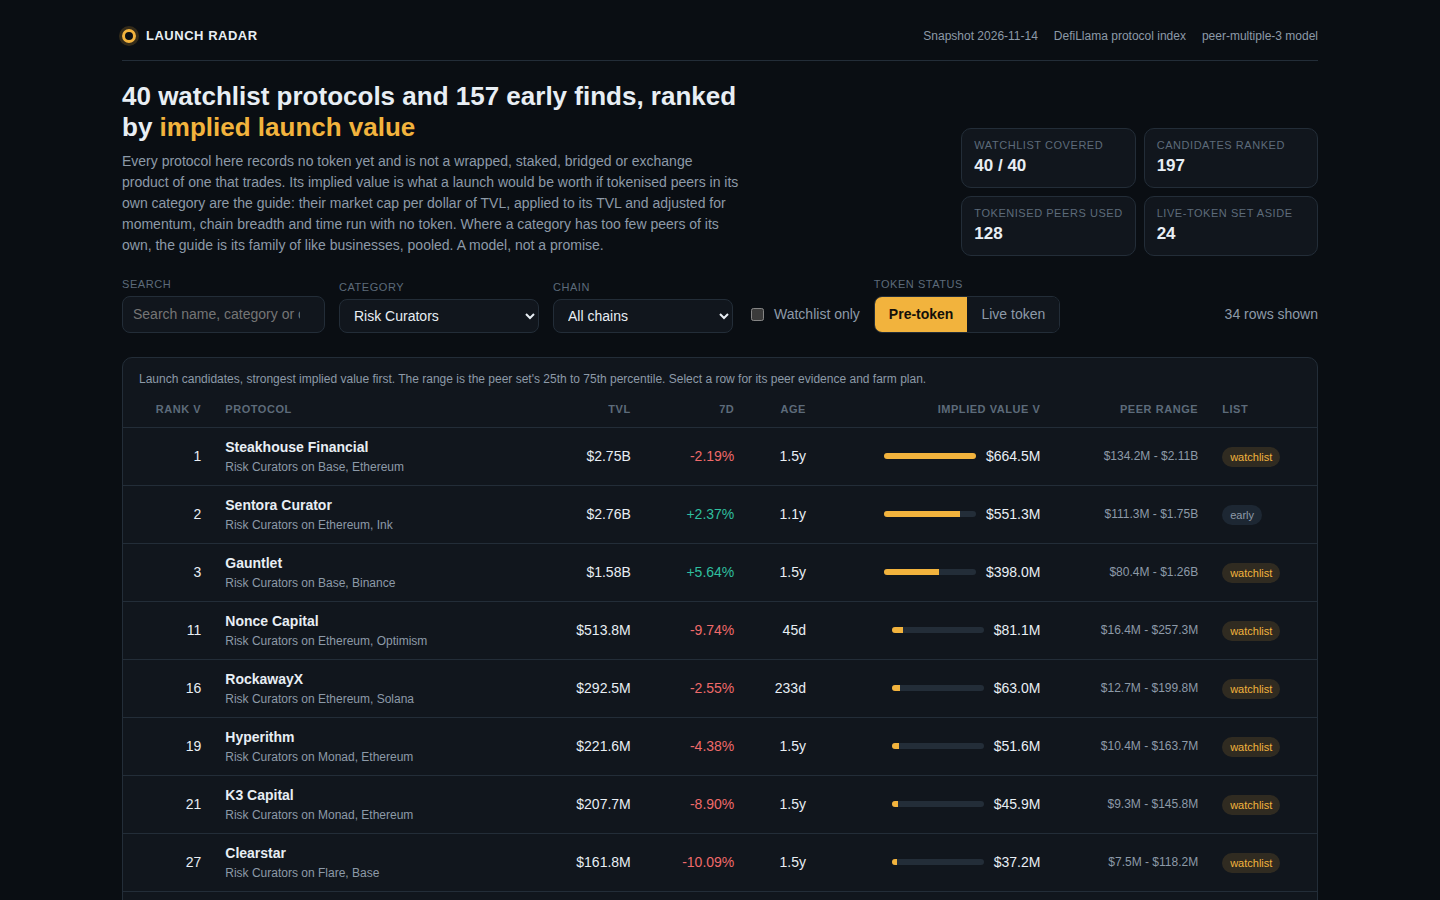 LAUNCH RADAR
Snapshot 2026-11-14 DefiLlama protocol index peer-multiple-3 model
40 watchlist protocols and 157 early finds, ranked
by implied launch value
Every protocol here records no token yet and is not a wrapped, staked, bridged or exchange
product of one that trades. Its implied value is what a launch would be worth if tokenised peers in its
own category are the guide: their market cap per dollar of TVL, applied to its TVL and adjusted for
momentum, chain breadth and time run with no token. Where a category has too few peers of its
own, the guide is its family of like businesses, pooled. A model, not a promise.
WATCHLIST COVERED
40 / 40
CANDIDATES RANKED
197
TOKENISED PEERS USED
128
LIVE-TOKEN SET ASIDE
24
SEARCH
Search name, category or
CATEGORY
Risk Curators
CHAIN
All chains
Watchlist only
TOKEN STATUS
Pre-token Live token
34 rows shown
Launch candidates, strongest implied value first. The range is the peer set's 25th to 75th percentile. Select a row for its peer evidence and farm plan.
RANK V PROTOCOL TVL 7D AGE IMPLIED VALUE V PEER RANGE LIST
1 Steakhouse Financial $2.75B -2.19% 1.5y $664.5M $134.2M - $2.11B watchlist
Risk Curators on Base, Ethereum
2 Sentora Curator $2.76B +2.37% 1.1y $551.3M $111.3M - $1.75B early
Risk Curators on Ethereum, Ink
3 Gauntlet $1.58B +5.64% 1.5y $398.0M $80.4M - $1.26B watchlist
Risk Curators on Base, Binance
11 Nonce Capital $513.8M -9.74% 45d $81.1M $16.4M - $257.3M watchlist
Risk Curators on Ethereum, Optimism
16 RockawayX $292.5M -2.55% 233d $63.0M $12.7M - $199.8M watchlist
Risk Curators on Ethereum, Solana
19 Hyperithm $221.6M -4.38% 1.5y $51.6M $10.4M - $163.7M watchlist
Risk Curators on Monad, Ethereum
21 K3 Capital $207.7M -8.90% 1.5y $45.9M $9.3M - $145.8M watchlist
Risk Curators on Monad, Ethereum
27 Clearstar $161.8M -10.09% 1.5y $37.2M $7.5M - $118.2M watchlist
Risk Curators on Flare, Base